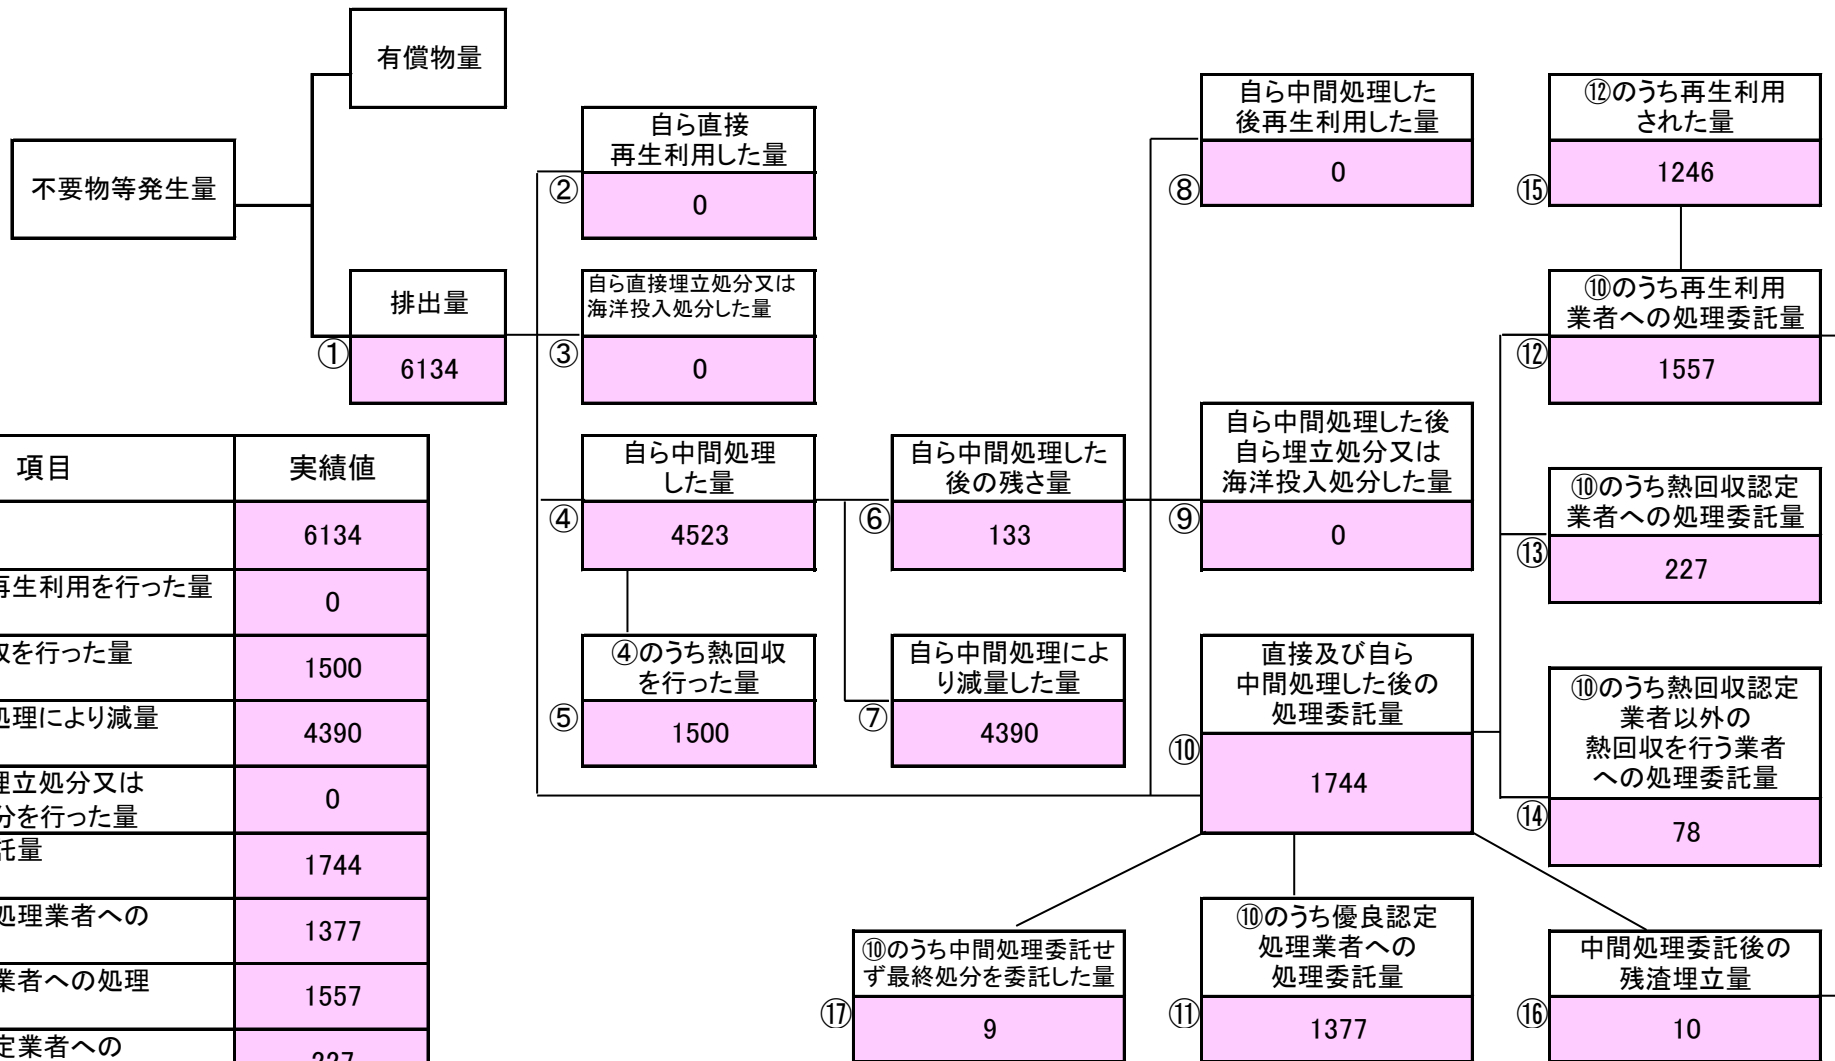 有償物量
不要物等発生量
排出量
①
6134
自ら直接
再生利用した量
②
0
自ら直接埋立処分又は
海洋投入処分した量
③
0
自ら中間処理
した量
④
4523
④のうち熱回収
を行った量
⑤
1500
自ら中間処理した
後の残さ量
⑥
133
自ら中間処理によ
り減量した量
⑦
4390
自ら中間処理した
後再生利用した量
⑧
0
自ら中間処理した後
自ら埋立処分又は
海洋投入処分した量
⑨
0
直接及び自ら
中間処理した後の
処理委託量
⑩
1744
⑩のうち優良認定
処理業者への
処理委託量
⑪
1377
⑫のうち再生利用
された量
⑮
1246
⑩のうち再生利用
業者への処理委託量
⑫
1557
⑩のうち熱回収認定
業者への処理委託量
⑬
227
⑩のうち熱回収認定
業者以外の
熱回収を行う業者
への処理委託量
⑭
78
⑩のうち中間処理委託せ
ず最終処分を委託した量
⑰
9
中間処理委託後の
残渣埋立量
⑯
10
項目 実績値
6134
再生利用を行った量
0
を行った量
1500
処理により減量
4390
埋立処分又は
分を行った量
0
託量
1744
処理業者への
1377
業者への処理
1557
定業者への
227